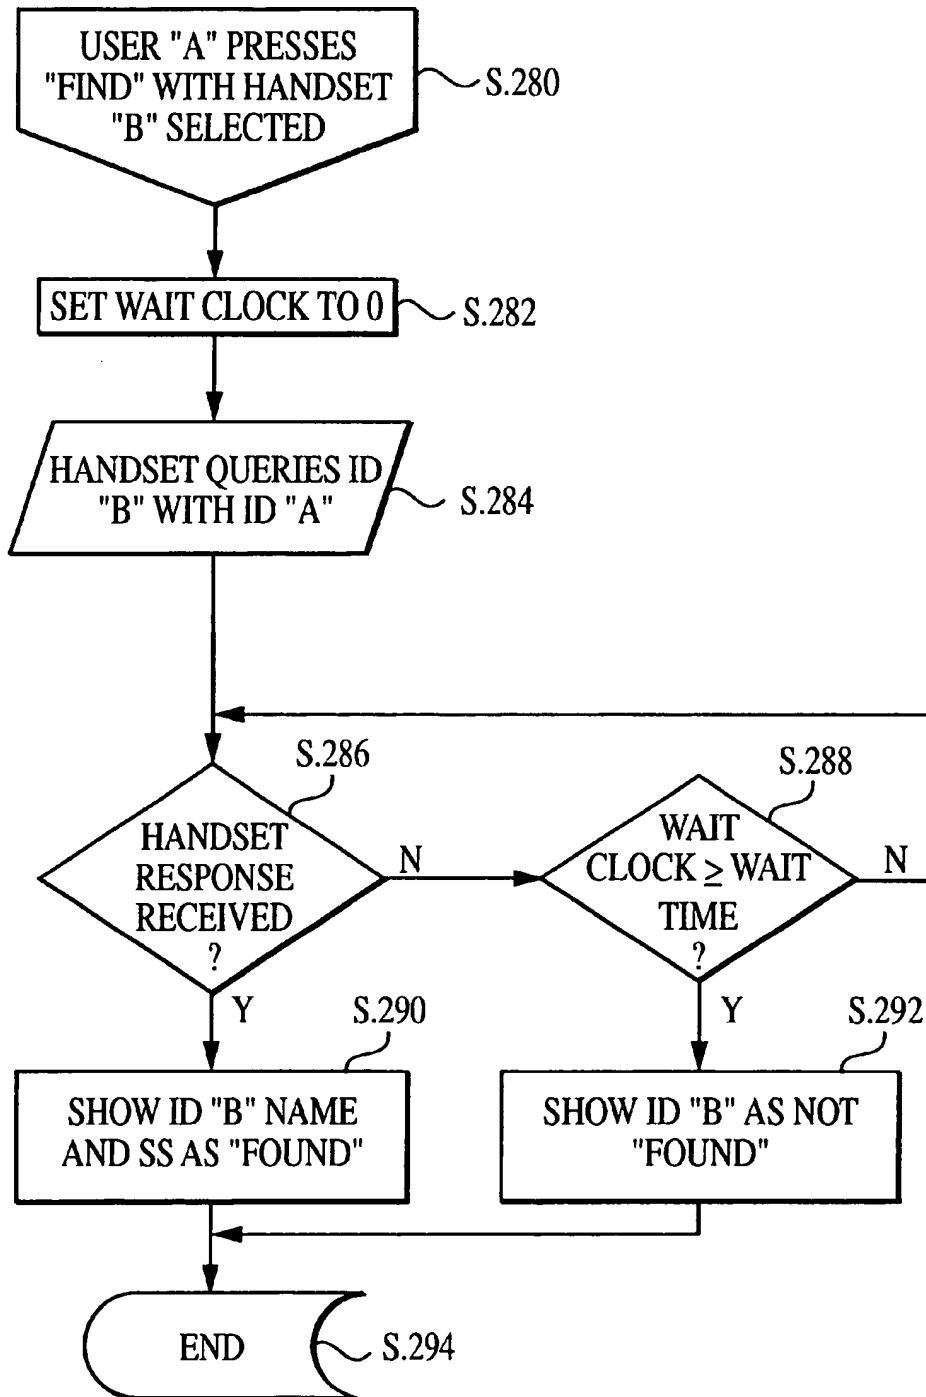 USER "A" PRESSES
"FIND" WITH HANDSET
"B" SELECTED
S.280
SET WAIT CLOCK TO 0
S.282
HANDSET QUERIES ID
"B" WITH ID "A"
S.284
S.286
HANDSET
RESPONSE
RECEIVED
?
N
Y
S.288
WAIT
CLOCK ≥ WAIT
TIME
?
N
Y
S.290
SHOW ID "B" NAME
AND SS AS "FOUND"
S.292
SHOW ID "B" AS NOT
"FOUND"
END
S.294